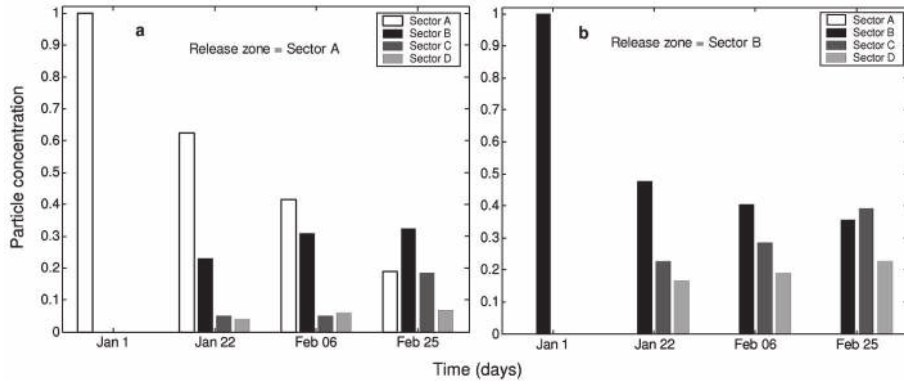 a
Release zone = Sector A
Sector A
Sector B
Sector C
Sector D
1
0.9
0.8
0.7
0.6
0.5
0.4
0.3
0.2
0.1
0
Particle concentration
Jan 1 Jan 22 Feb 06 Feb 25
b
Release zone = Sector B
Sector A
Sector B
Sector C
Sector D
1
0.9
0.8
0.7
0.6
0.5
0.4
0.3
0.2
0.1
0
Jan 1 Jan 22 Feb 06 Feb 25
Time (days)